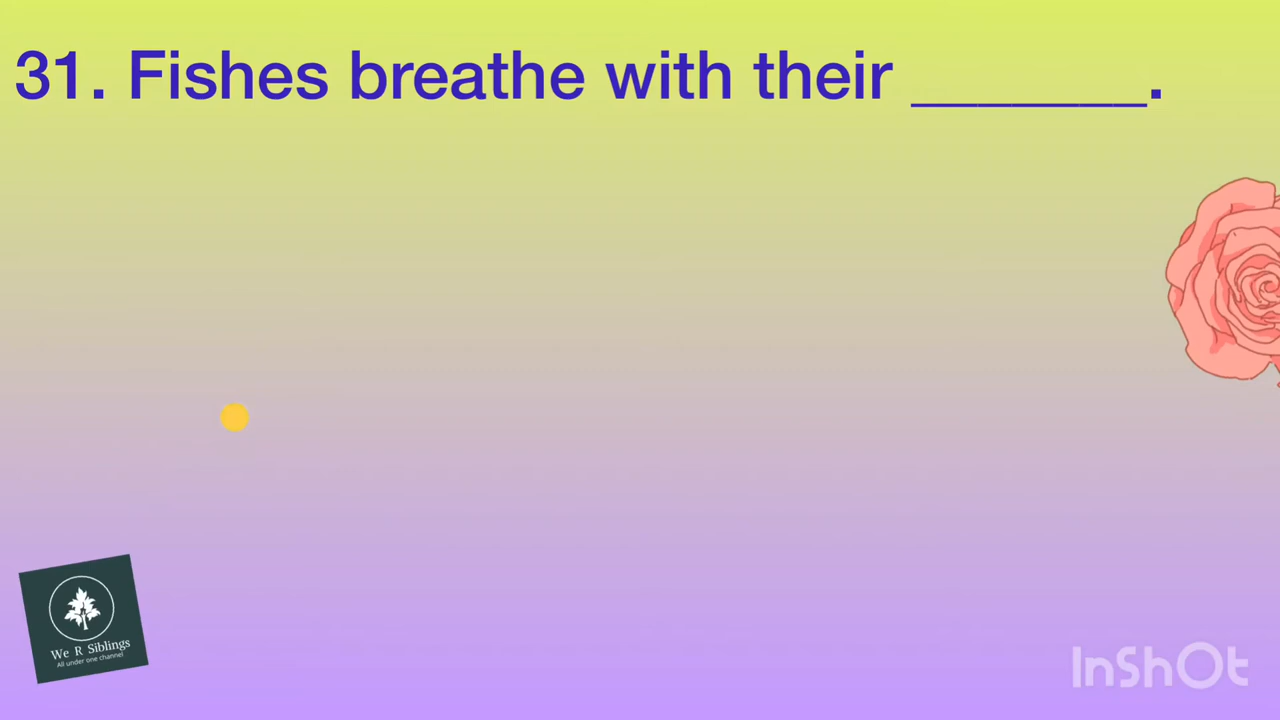 31. Fishes breathe with their _______.
We R Siblings
All under one channel
InShOt